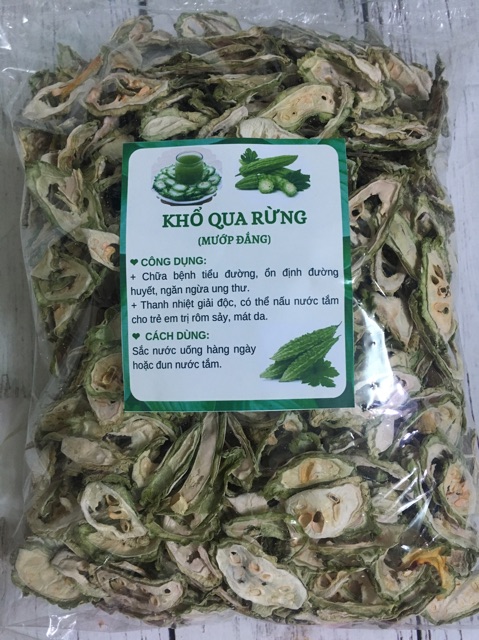 KHỔ QUA RỪNG
(MƯỚP ĐẮNG)
❤ CÔNG DỤNG:
+ Chữa bệnh tiểu đường, ổn định đường
huyết, ngăn ngừa ung thư.
+ Thanh nhiệt giải độc, có thể nấu nước tắm
cho trẻ em trị rôm sảy, mát da.
❤ CÁCH DÙNG:
Sắc nước uống hàng ngày
hoặc đun nước tắm.